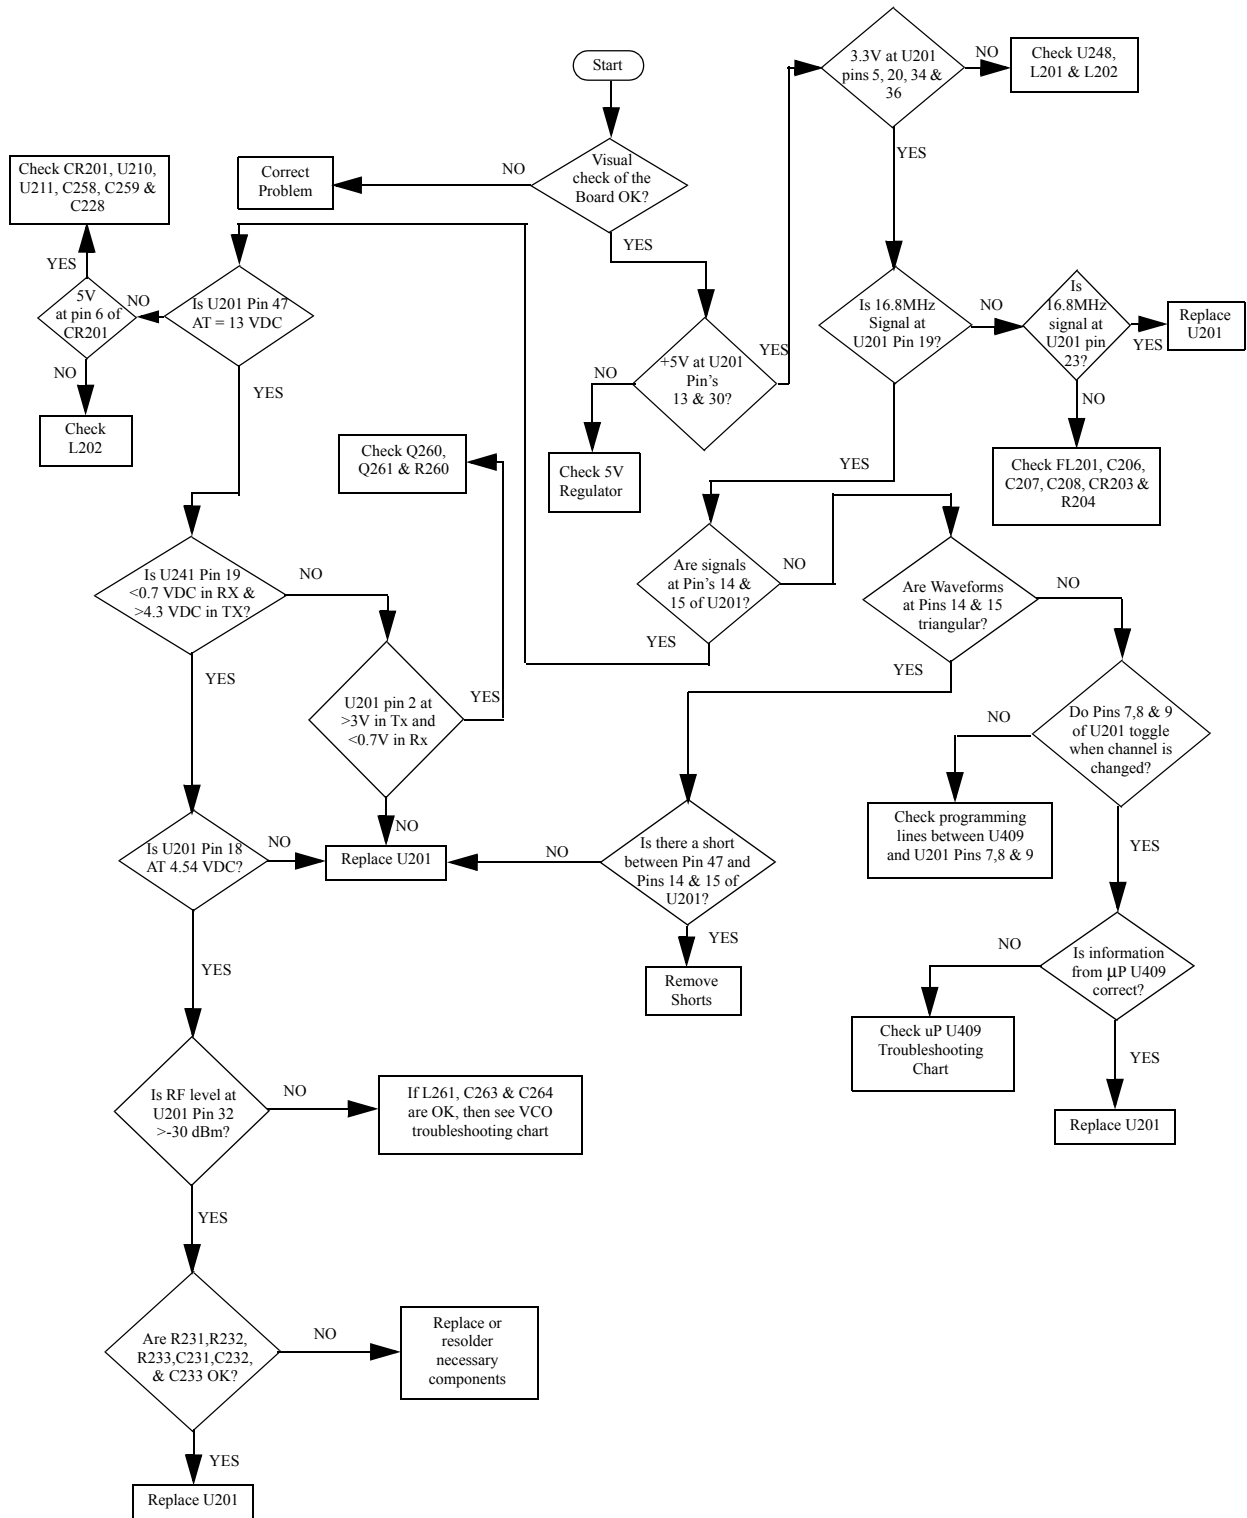 Start
3.3V at U201
pins 5, 20, 34 &
36
NO
Check U248,
L201 & L202
YES
Visual
check of the
Board OK?
NO
Correct
Problem
YES
Check CR201, U210,
U211, C258, C259 &
C228
YES
5V
at pin 6 of
CR201
NO
Is U201 Pin 47
AT = 13 VDC
NO
Check
L202
YES
+5V at U201
Pin's
13 & 30?
YES
NO
Check 5V
Regulator
Is 16.8MHz
Signal at
U201 Pin 19?
NO
Is
16.8MHz
signal at
U201 pin
23?
YES
Replace
U201
NO
Check FL201, C206,
C207, C208, CR203 &
R204
YES
Check Q260,
Q261 & R260
Are signals
at Pin's 14 &
15 of U201?
NO
YES
Are Waveforms
at Pins 14 & 15
triangular?
NO
YES
Is U241 Pin 19
<0.7 VDC in RX &
>4.3 VDC in TX?
NO
YES
U201 pin 2 at
>3V in Tx and
<0.7V in Rx
YES
NO
Do Pins 7,8 & 9
of U201 toggle
when channel is
changed?
NO
Check programming
lines between U409
and U201 Pins 7,8 & 9
YES
Is U201 Pin 18
AT 4.54 VDC?
NO
Replace U201
NO
Is there a short
between Pin 47 and
Pins 14 & 15 of
U201?
YES
Remove
Shorts
YES
Is information
from µP U409
correct?
NO
Check uP U409
Troubleshooting
Chart
YES
Replace U201
Is RF level at
U201 Pin 32
>-30 dBm?
NO
If L261, C263 & C264
are OK, then see VCO
troubleshooting chart
YES
Are R231,R232,
R233,C231,C232,
& C233 OK?
NO
Replace or
resolder
necessary
components
YES
Replace U201